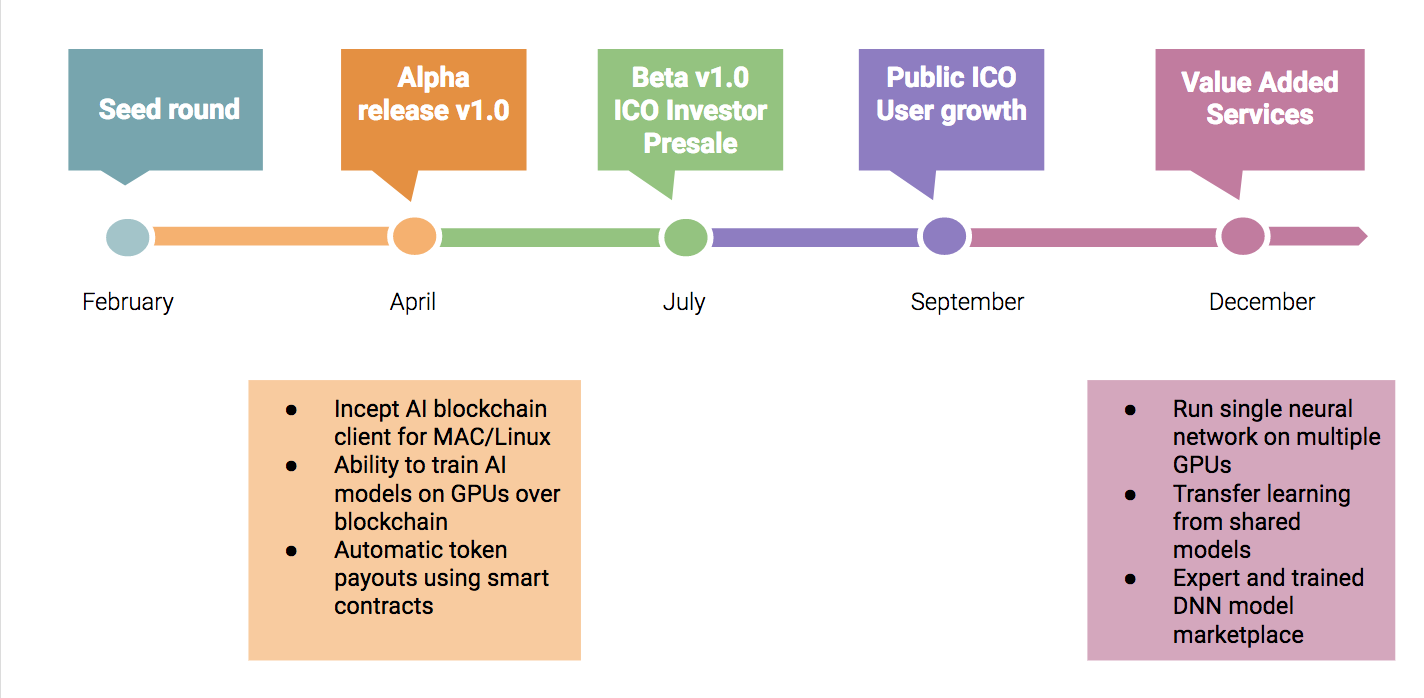 Seed round
Alpha
release v1.0
Beta v1.0
ICO Investor
Presale
Public ICO
User growth
Value Added
Services
February
April
July
September
December
● Incept AI blockchain
client for MAC/Linux
● Ability to train AI
models on GPUs over
blockchain
● Automatic token
payouts using smart
contracts
● Run single neural
network on multiple
GPUs
● Transfer learning
from shared
models
● Expert and trained
DNN model
marketplace